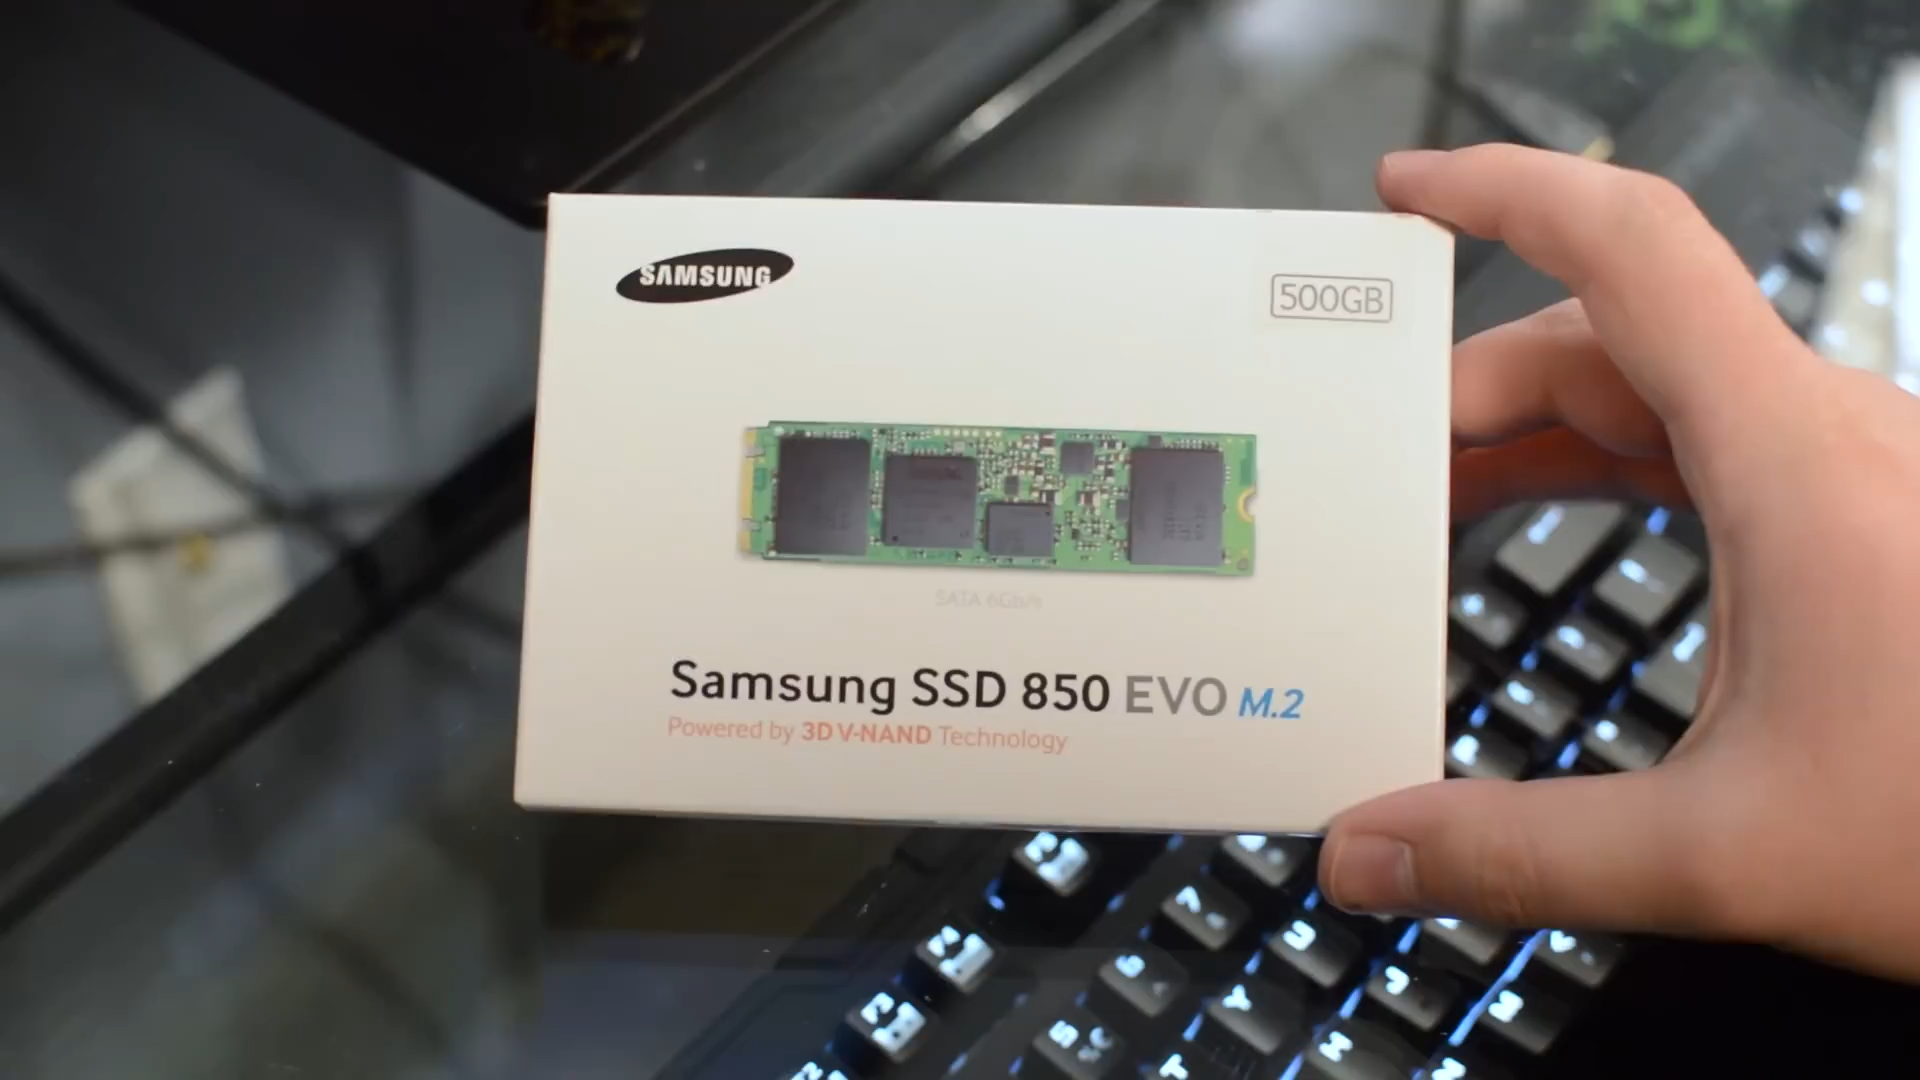 SAMSUNG
500GB
SATA 6Gb/s
Samsung SSD 850 EVO M.2
Powered by 3D V-NAND Technology